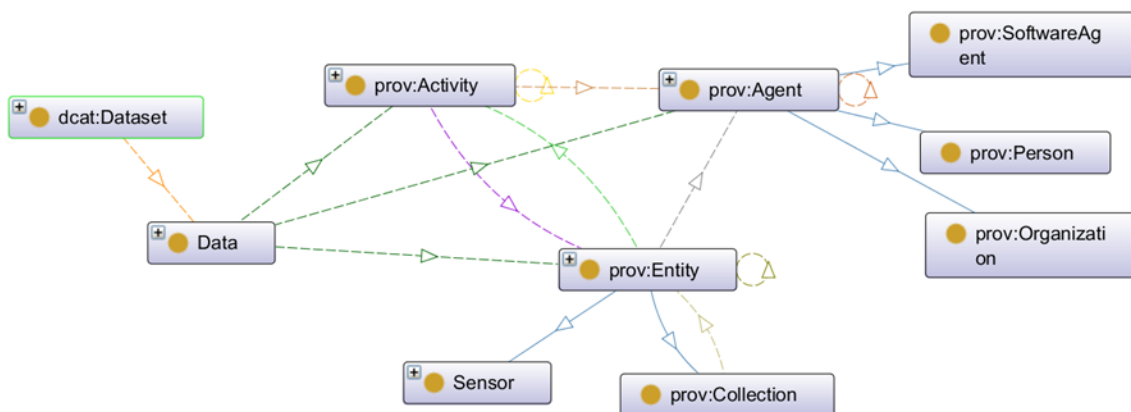 prov:SoftwareAg
ent
prov:Activity
prov:Agent
dcat:Dataset
prov:Person
Data
prov:Organizati
on
prov:Entity
Sensor
prov:Collection